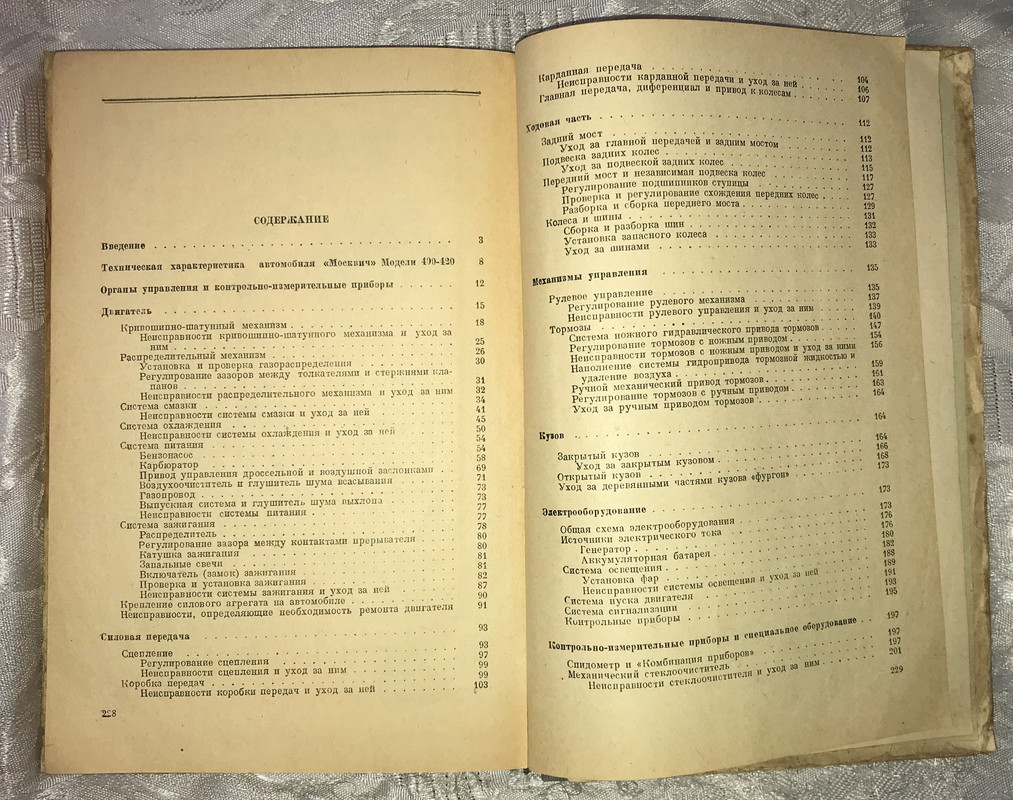 СОДЕРЖАНИЕ
Введение . . . . . . . . . . . . . . . . . . . . 3
Техническая характеристика автомобиля «Москвич» Модели 400-420 8
Органы управления и контрольно-измерительные приборы . . . . . 12
Двигатель . . . . . . . . . . . . . . . . . . . . 15
Кривошипно-шатунный механизм . . . . . . . . . . 18
Неисправности кривошипно-шатунного механизма и уход за
ним . . . . . . . . . . . . . . . . . . 25
Распределительный механизм . . . . . . . . . . 26
Установка и проверка газораспределения . . . . . . 30
Регулирование зазоров между толкателями и стержнями кла-
панов . . . . . . . . . . . . . . . . . . 31
Неисправности распределительного механизма и уход за ним 32
Система смазки . . . . . . . . . . . . . . . . 34
Неисправности системы смазки и уход за ней . . . . . 41
Система охлаждения . . . . . . . . . . . . . . 45
Неисправности системы охлаждения и уход за ней . . . . 50
Система питания . . . . . . . . . . . . . . . . 54
Бензонасос . . . . . . . . . . . . . . . . 54
Карбюратор . . . . . . . . . . . . . . . . 58
Привод управления дроссельной и воздушной заслонками . . 69
Воздухоочиститель и глушитель шума всасывания . . . . 71
Газопровод . . . . . . . . . . . . . . . . 73
Выпускная система и глушитель шума выхлопа . . . . . 73
Неисправности системы питания . . . . . . . . . 77
Система зажигания . . . . . . . . . . . . . . 77
Распределитель . . . . . . . . . . . . . . 78
Регулирование зазора между контактами прерывателя . . . 80
Катушка зажигания . . . . . . . . . . . . . 80
Запальные свечи . . . . . . . . . . . . . . 81
Включатель (замок) зажигания . . . . . . . . . 81
Проверка и установка зажигания . . . . . . . . 82
Неисправности системы зажигания и уход за ней . . . . 87
Крепление силового агрегата на автомобиле . . . . . . 90
Неисправности, определяющие необходимость ремонта двигателя 91
Силовая передача . . . . . . . . . . . . . . . . 93
Сцепление . . . . . . . . . . . . . . . . . . 93
Регулирование сцепления . . . . . . . . . . . 97
Неисправности сцепления и уход за ним . . . . . . . 99
Коробка передач . . . . . . . . . . . . . . . 99
Неисправности коробки передач и уход за ней . . . . . 103
228
Карданная передача . . . . . . . . . . . . . . 104
Неисправности карданной передачи и уход за ней . . . . 106
Главная передача, диференциал и привод к колесам . . . . 107
Ходовая часть . . . . . . . . . . . . . . . . . 112
Задний мост . . . . . . . . . . . . . . . . . 112
Уход за главной передачей и задним мостом . . . . . 112
Подвеска задних колес . . . . . . . . . . . . . 113
Уход за подвеской задних колес . . . . . . . . . 115
Передний мост и независимая подвеска колес . . . . . . 117
Регулирование подшипников ступицы . . . . . . . 127
Проверка и регулирование схождения передних колес . . . 127
Разборка и сборка переднего моста . . . . . . . . 129
Колеса и шины . . . . . . . . . . . . . . . . 131
Сборка и разборка шин . . . . . . . . . . . . 132
Установка запасного колеса . . . . . . . . . . . 133
Уход за шинами . . . . . . . . . . . . . . . 133
Механизмы управления . . . . . . . . . . . . . . 135
Рулевое управление . . . . . . . . . . . . . . 135
Регулирование рулевого механизма . . . . . . . . 137
Неисправности рулевого управления и уход за ним . . . . 139
Тормозы . . . . . . . . . . . . . . . . . . 140
Система ножного гидравлического привода тормозов . . . 147
Регулирование тормозов с ножным приводом . . . . . 154
Неисправности тормозов с ножным приводом и уход за ними 156
Наполнение системы гидропривода тормозной жидкостью и
удаление воздуха . . . . . . . . . . . . . . 159
Ручной механический привод тормозов . . . . . . . 161
Регулирование тормозов с ручным приводом . . . . . 163
Уход за ручным приводом тормозов . . . . . . . . 164
Кузов . . . . . . . . . . . . . . . . . . . . 164
Закрытый кузов . . . . . . . . . . . . . . . 164
Уход за закрытым кузовом . . . . . . . . . . . 166
Открытый кузов . . . . . . . . . . . . . . . 168
Уход за деревянными частями кузова «фургон» . . . . . 173
Электрооборудование . . . . . . . . . . . . . . . 173
Общая схема электрооборудования . . . . . . . . . 173
Источники электрического тока . . . . . . . . . . 176
Генератор . . . . . . . . . . . . . . . . 176
Аккумуляторная батарея . . . . . . . . . . . . 180
Система освещения . . . . . . . . . . . . . . 182
Установка фар . . . . . . . . . . . . . . . 188
Неисправности системы освещения и уход за ней . . . . 189
Система пуска двигателя . . . . . . . . . . . . 191
Система сигнализации . . . . . . . . . . . . . 193
Контрольные приборы . . . . . . . . . . . . . 195
Контрольно-измерительные приборы и специальное оборудование . . 197
Спидометр и «Комбинация приборов» . . . . . . . . 197
Механический стеклоочиститель . . . . . . . . . . 197
Неисправности стеклоочистителя и уход за ним . . . . . 201
229